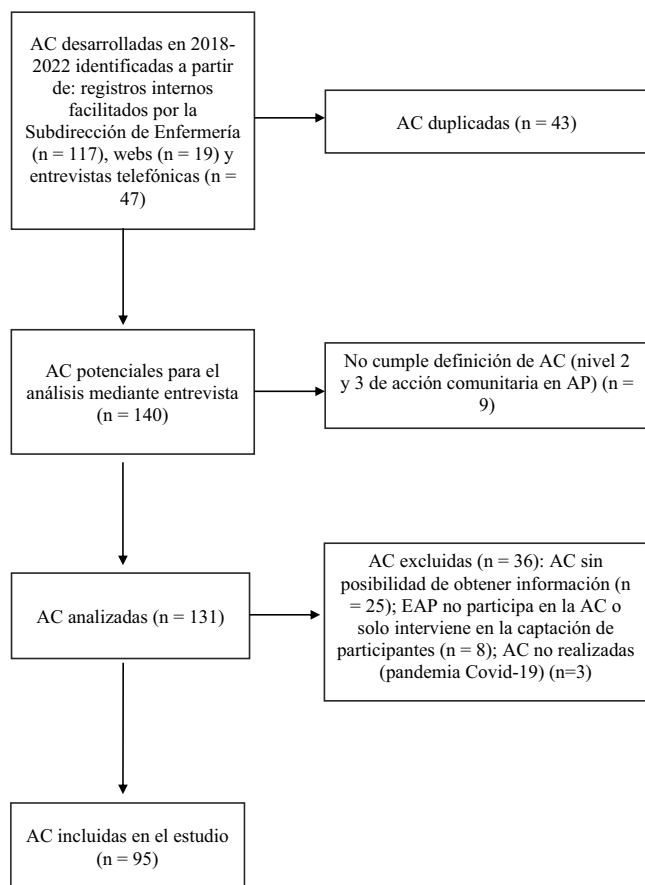 AC desarrolladas en 2018-
2022 identificadas a partir
de: registros internos
facilitados por la
Subdirección de Enfermería
(n = 117), webs (n = 19) y
entrevistas telefónicas (n =
47)
AC duplicadas (n = 43)
AC potenciales para el
análisis mediante entrevista
(n = 140)
No cumple definición de AC (nivel 2
y 3 de acción comunitaria en AP) (n =
9)
AC analizadas (n = 131)
AC excluidas (n = 36): AC sin
posibilidad de obtener información (n
= 25); EAP no participa en la AC o
solo interviene en la captación de
participantes (n = 8); AC no realizadas
(pandemia Covid-19) (n=3)
AC incluidas en el estudio
(n = 95)